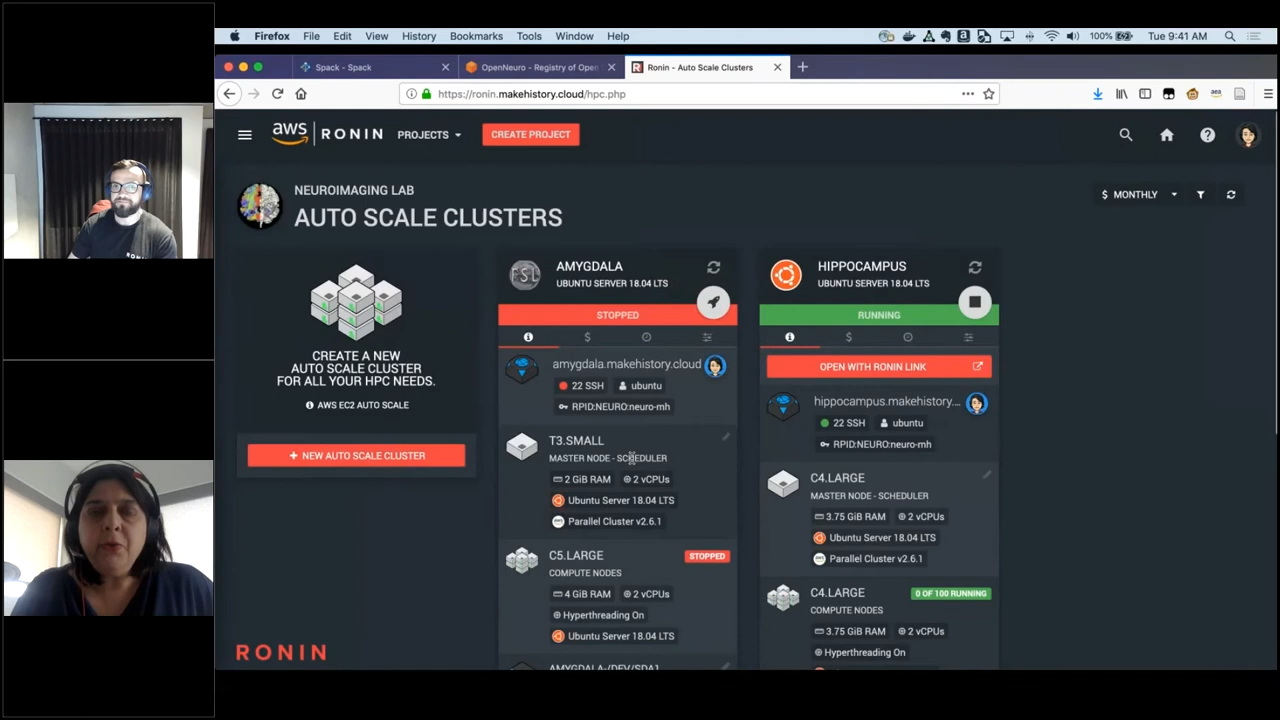 Firefox File Edit View History Bookmarks Tools Window Help 100% Tue 9:41 AM
Spack - Spack OpenNeuro - Registry of Open Ronin - Auto Scale Clusters
https://ronin.makehistory.cloud/hpc.php
aws RONIN PROJECTS CREATE PROJECT
NEUROIMAGING LAB
AUTO SCALE CLUSTERS
$ MONTHLY
CREATE A NEW
AUTO SCALE CLUSTER
FOR ALL YOUR HPC NEEDS.
AWS EC2 AUTO SCALE
+ NEW AUTO SCALE CLUSTER
FSL
AMYGDALA
UBUNTU SERVER 18.04 LTS
STOPPED
$
amygdala.makehistory.cloud
22 SSH ubuntu
RPID:NEURO:neuro-mh
T3.SMALL
MASTER NODE - SCHEDULER
2 GiB RAM 2 vCPUs
Ubuntu Server 18.04 LTS
Parallel Cluster v2.6.1
C5.LARGE STOPPED
COMPUTE NODES
4 GiB RAM 2 vCPUs
Hyperthreading On
Ubuntu Server 18.04 LTS
AMYGDALA-/DEV/SDA1
HIPPOCAMPUS
UBUNTU SERVER 18.04 LTS
RUNNING
$
OPEN WITH RONIN LINK
hippocampus.makehistory....
22 SSH ubuntu
RPID:NEURO:neuro-mh
C4.LARGE
MASTER NODE - SCHEDULER
3.75 GiB RAM 2 vCPUs
Ubuntu Server 18.04 LTS
Parallel Cluster v2.6.1
C4.LARGE 0 OF 100 RUNNING
COMPUTE NODES
3.75 GiB RAM 2 vCPUs
Hyperthreading On
RONIN